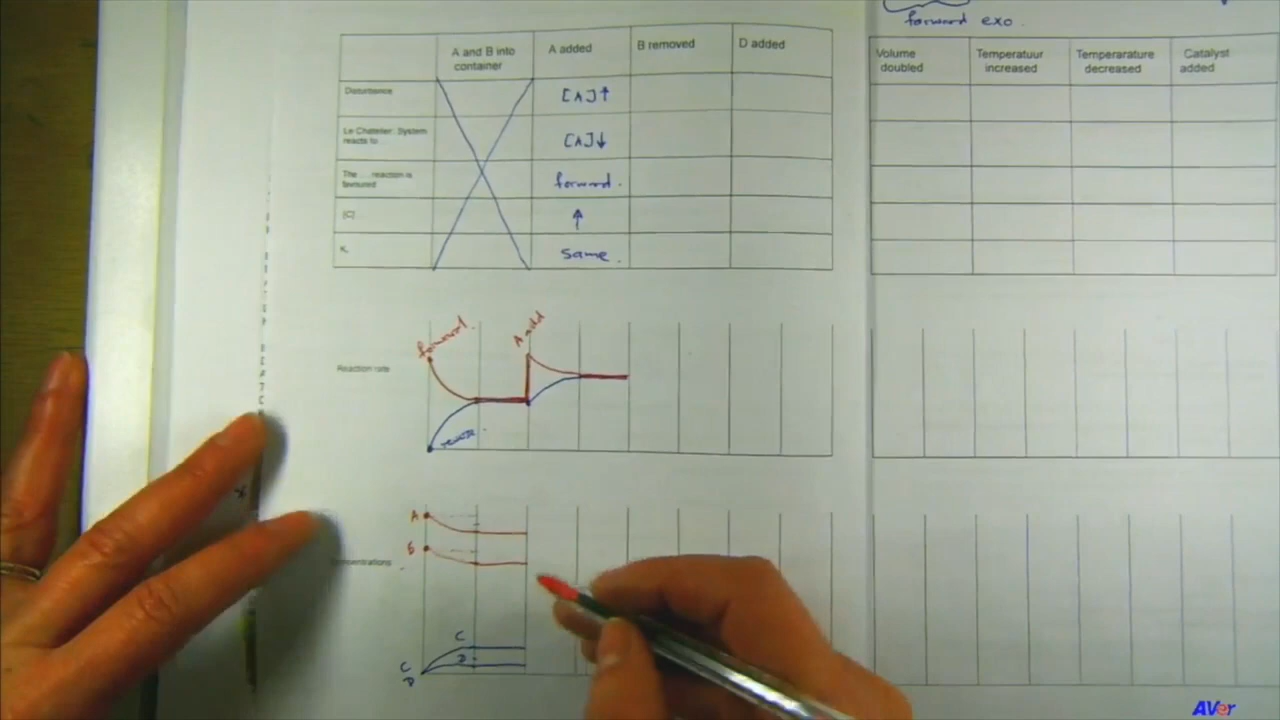 forward exo.
A and B into
container
A added
B removed
D added
Volume
doubled
Temperatuur
increased
Temperarature
decreased
Catalyst
added
Disturbance
[A]↑
Le Chatelier: System
reacts to ...
[A]↓
The ... reaction is
favoured
forward.
[C]
↑
K
same.
forward.
A add
Reaction rate
A
B
C
D
C
D
AVer